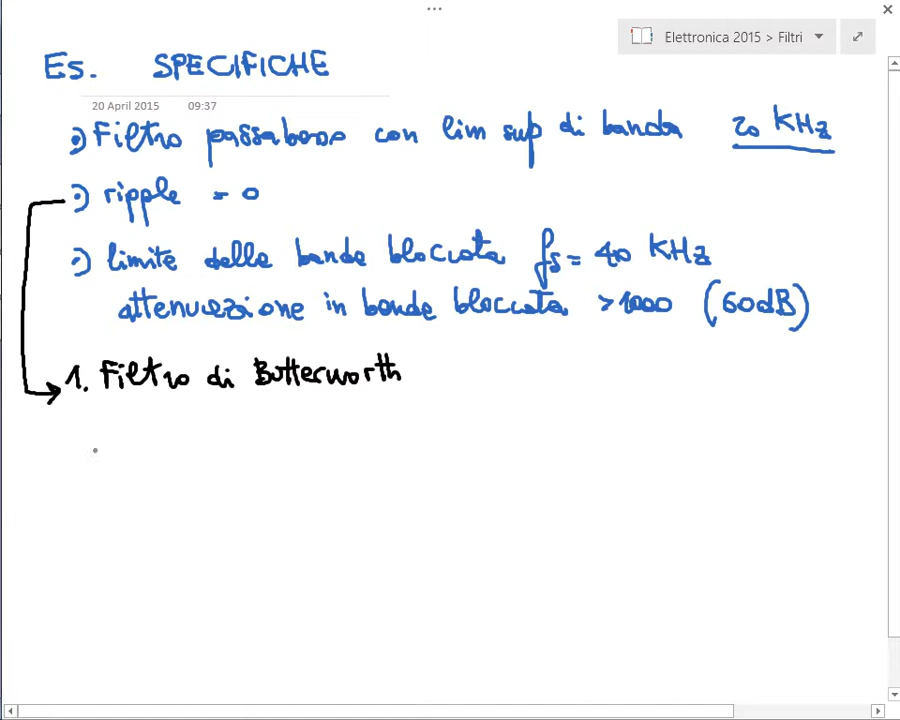 Elettronica 2015 > Filtri
Es. SPECIFICHE
20 April 2015 09:37
•) Filtro passabasso con lim sup di banda 20 KHz
•) ripple = 0
•) limite della banda bloccata fs = 40 KHz
attenuazione in banda bloccata >1000 (60dB)
1. Filtro di Butterworth